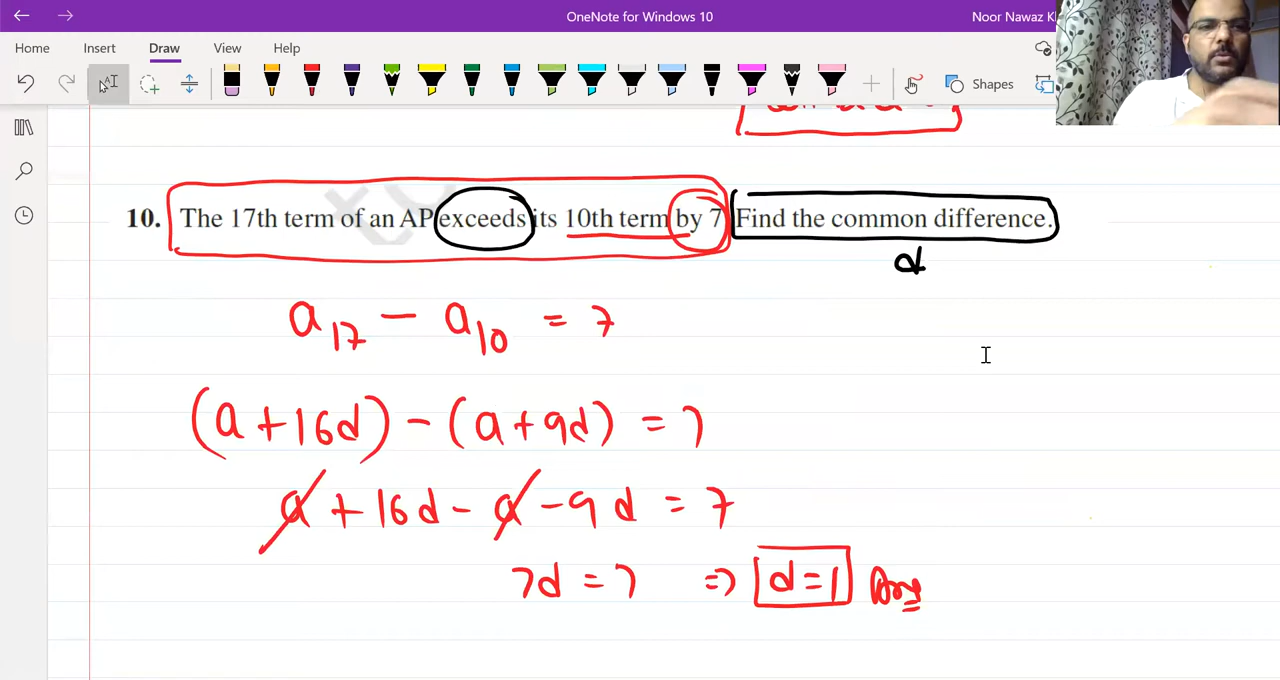 OneNote for Windows 10
Noor Nawaz K
Home Insert Draw View Help
Shapes
10. The 17th term of an AP exceeds its 10th term by 7. Find the common difference.
d
a17 - a10 = 7
(a + 16d) - (a + 9d) = 7
a + 16d - a - 9d = 7
7d = 7 ⇒ d = 1 Ans